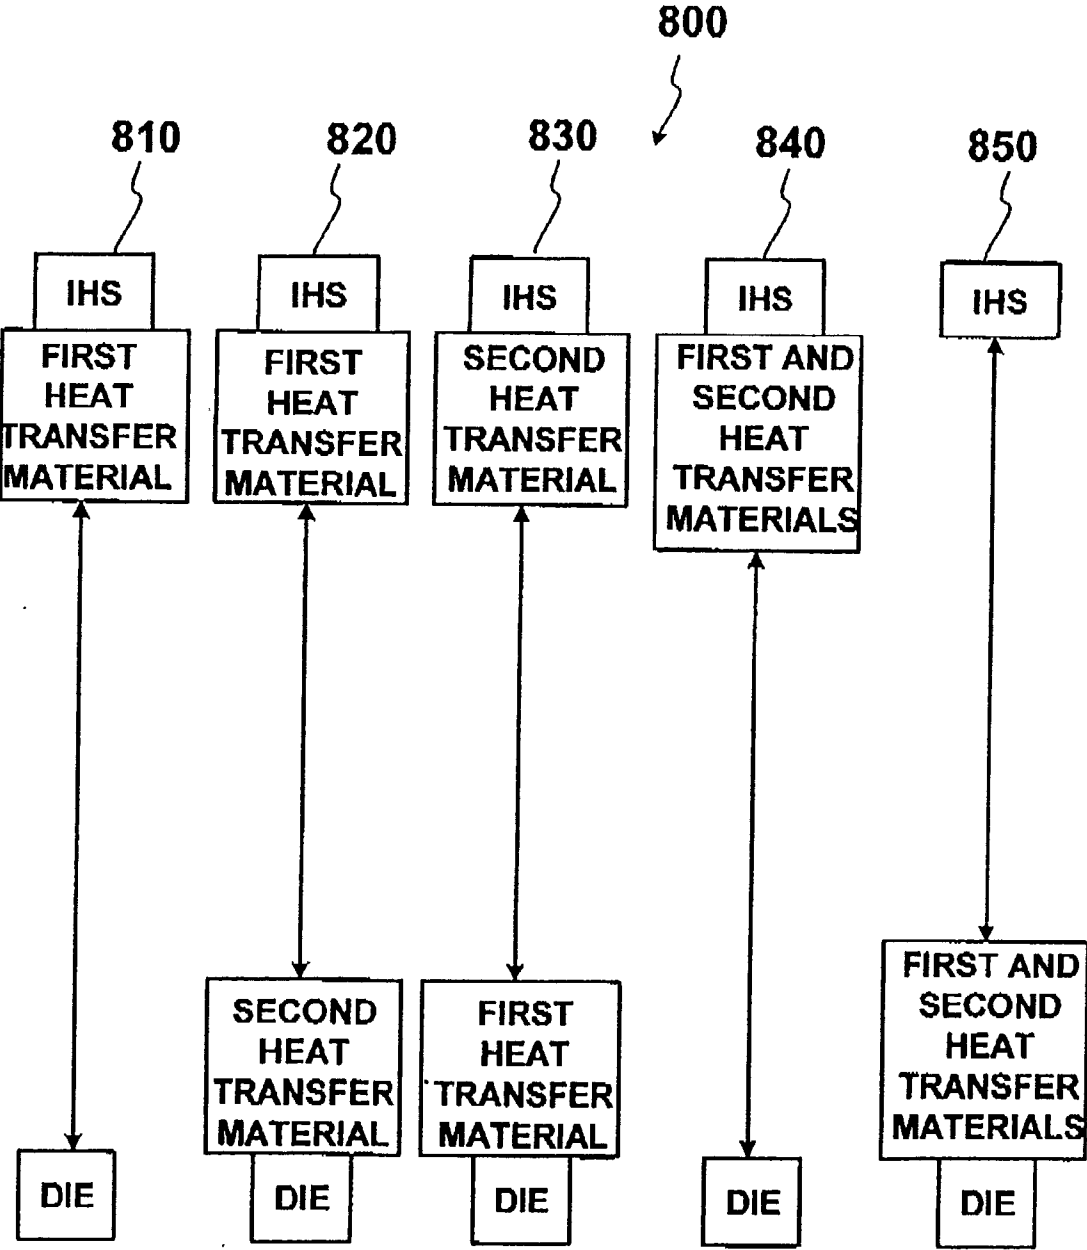 800
810
820
830
840
850
IHS
FIRST
HEAT
TRANSFER
MATERIAL
DIE
IHS
FIRST
HEAT
TRANSFER
MATERIAL
SECOND
HEAT
TRANSFER
MATERIAL
DIE
IHS
SECOND
HEAT
TRANSFER
MATERIAL
FIRST
HEAT
TRANSFER
MATERIAL
DIE
IHS
FIRST AND
SECOND
HEAT
TRANSFER
MATERIALS
DIE
IHS
FIRST AND
SECOND
HEAT
TRANSFER
MATERIALS
DIE